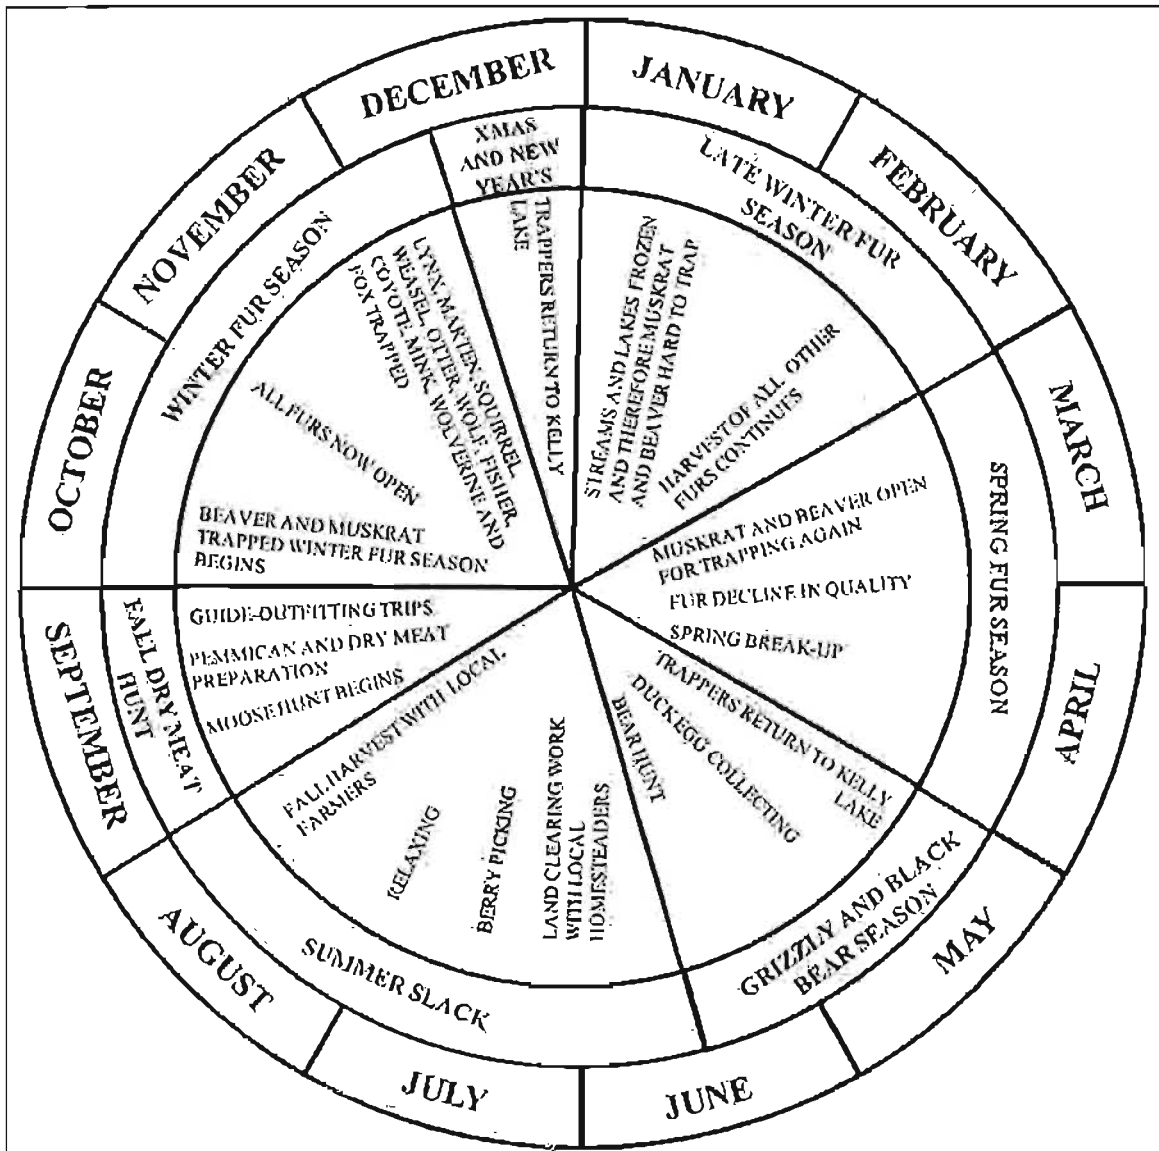 JANUARY
FEBRUARY
MARCH
APRIL
MAY
JUNE
JULY
AUGUST
SEPTEMBER
OCTOBER
NOVEMBER
DECEMBER
XMAS
AND NEW
YEAR'S
TRAPPERS RETURN TO KELLY
LAKE
LATE WINTER FUR
SEASON
STREAMS AND LAKES FROZEN
AND THEREFORE MUSKRAT
AND BEAVER HARD TO TRAP
HARVEST OF ALL OTHER
FURS CONTINUES
SPRING FUR SEASON
MUSKRAT AND BEAVER OPEN
FOR TRAPPING AGAIN
FUR DECLINE IN QUALITY
SPRING BREAK-UP
GRIZZLY AND BLACK
BEAR SEASON
TRAPPERS RETURN TO KELLY
LAKE
DUCK EGG COLLECTING
BEAR HUNT
SUMMER SLACK
LAND CLEARING WORK
WITH LOCAL
HOMESTEADERS
BERRY PICKING
RELAXING
FALL HARVEST WITH LOCAL
FARMERS
FALL DRY MEAT
HUNT
MOOSE HUNT BEGINS
PEMMICAN AND DRY MEAT
PREPARATION
GUIDE-OUTFITTING TRIPS
WINTER FUR SEASON
BEAVER AND MUSKRAT
TRAPPED WINTER FUR SEASON
BEGINS
ALL FURS NOW OPEN
LYNX, MARTEN, SQUIRREL,
WEASEL, OTTER, WOLF, FISHER,
COYOTE MINK, WOLVERINE AND
FOX TRAPPED